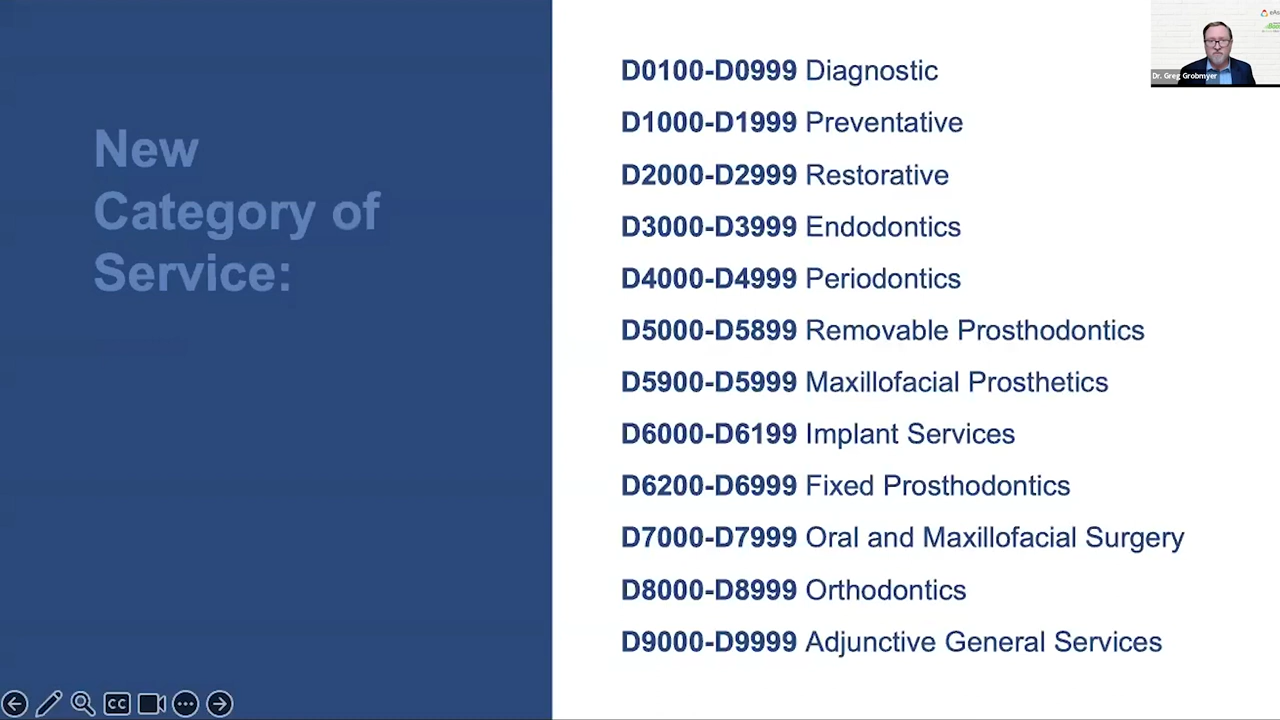 New
Category of
Service:
D0100-D0999 Diagnostic
D1000-D1999 Preventative
D2000-D2999 Restorative
D3000-D3999 Endodontics
D4000-D4999 Periodontics
D5000-D5899 Removable Prosthodontics
D5900-D5999 Maxillofacial Prosthetics
D6000-D6199 Implant Services
D6200-D6999 Fixed Prosthodontics
D7000-D7999 Oral and Maxillofacial Surgery
D8000-D8999 Orthodontics
D9000-D9999 Adjunctive General Services
Dr. Greg Grobmyer
CC